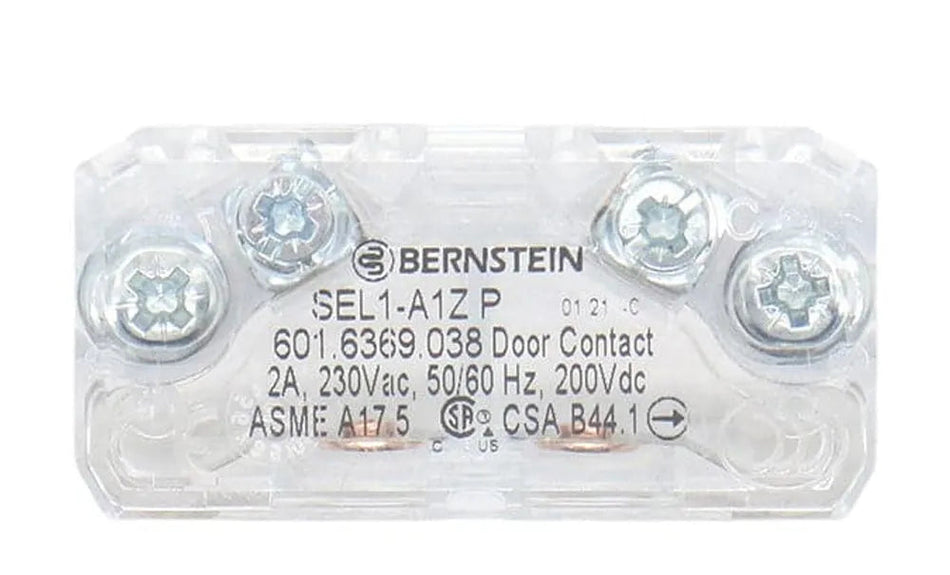 BERNSTEIN
SEL1-A1Z P 01 21 -C
601.6369.038 Door Contact
2A, 230Vac, 50/60 Hz, 200Vdc
ASME A17.5 CSA B44.1
C US